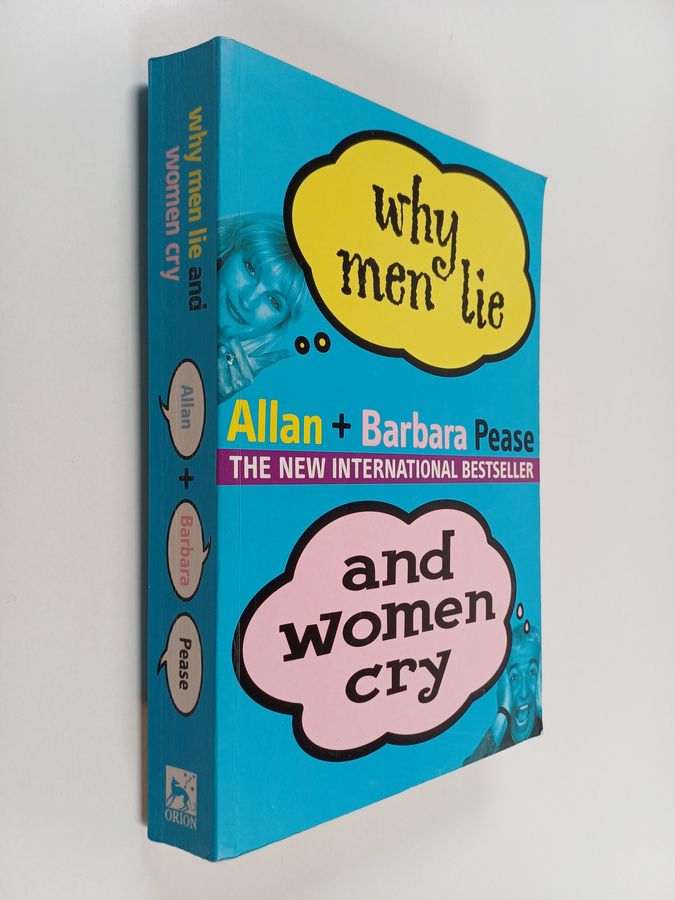 why men lie and
women cry
Allan
+
Barbara
Pease
ORION
why
men lie
Allan + Barbara Pease
THE NEW INTERNATIONAL BESTSELLER
and
women
cry